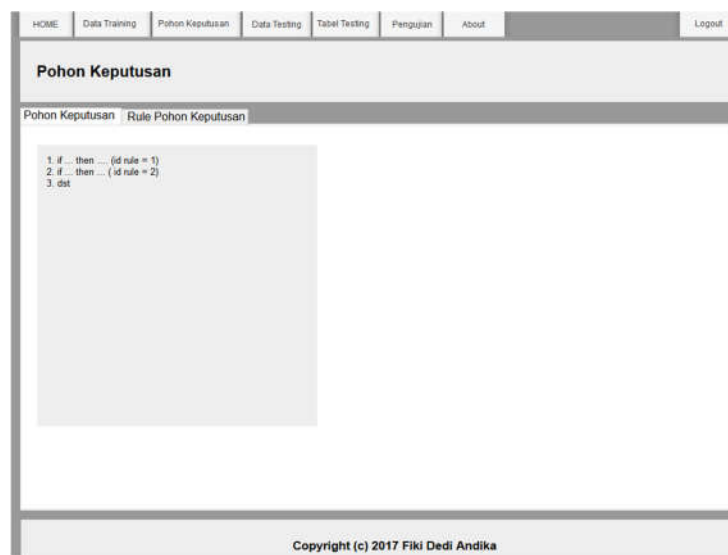 HOME Data Training Pohon Keputusan Data Testing Tabel Testing Pengujian About Logout
Pohon Keputusan
Pohon Keputusan Rule Pohon Keputusan
1. if ... then .... (id rule = 1)
2. if ... then ... ( id rule = 2)
3. dst
Copyright (c) 2017 Fiki Dedi Andika